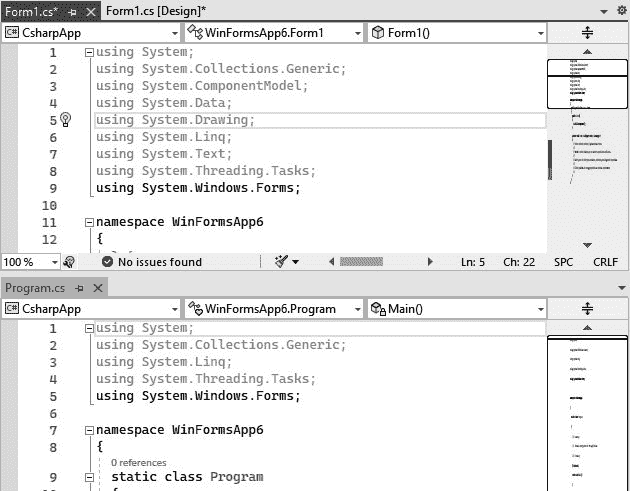 Form1.cs* Form1.cs [Design]*
C# CsharpApp WinFormsApp6.Form1 Form1()
1 using System;
2 using System.Collections.Generic;
3 using System.ComponentModel;
4 using System.Data;
5 using System.Drawing;
6 using System.Linq;
7 using System.Text;
8 using System.Threading.Tasks;
9 using System.Windows.Forms;
10
11 namespace WinFormsApp6
12 {
100 % No issues found Ln: 5 Ch: 22 SPC CRLF
Program.cs
C# CsharpApp WinFormsApp6.Program Main()
1 using System;
2 using System.Collections.Generic;
3 using System.Linq;
4 using System.Threading.Tasks;
5 using System.Windows.Forms;
6
7 namespace WinFormsApp6
8 {
0 references
9 static class Program